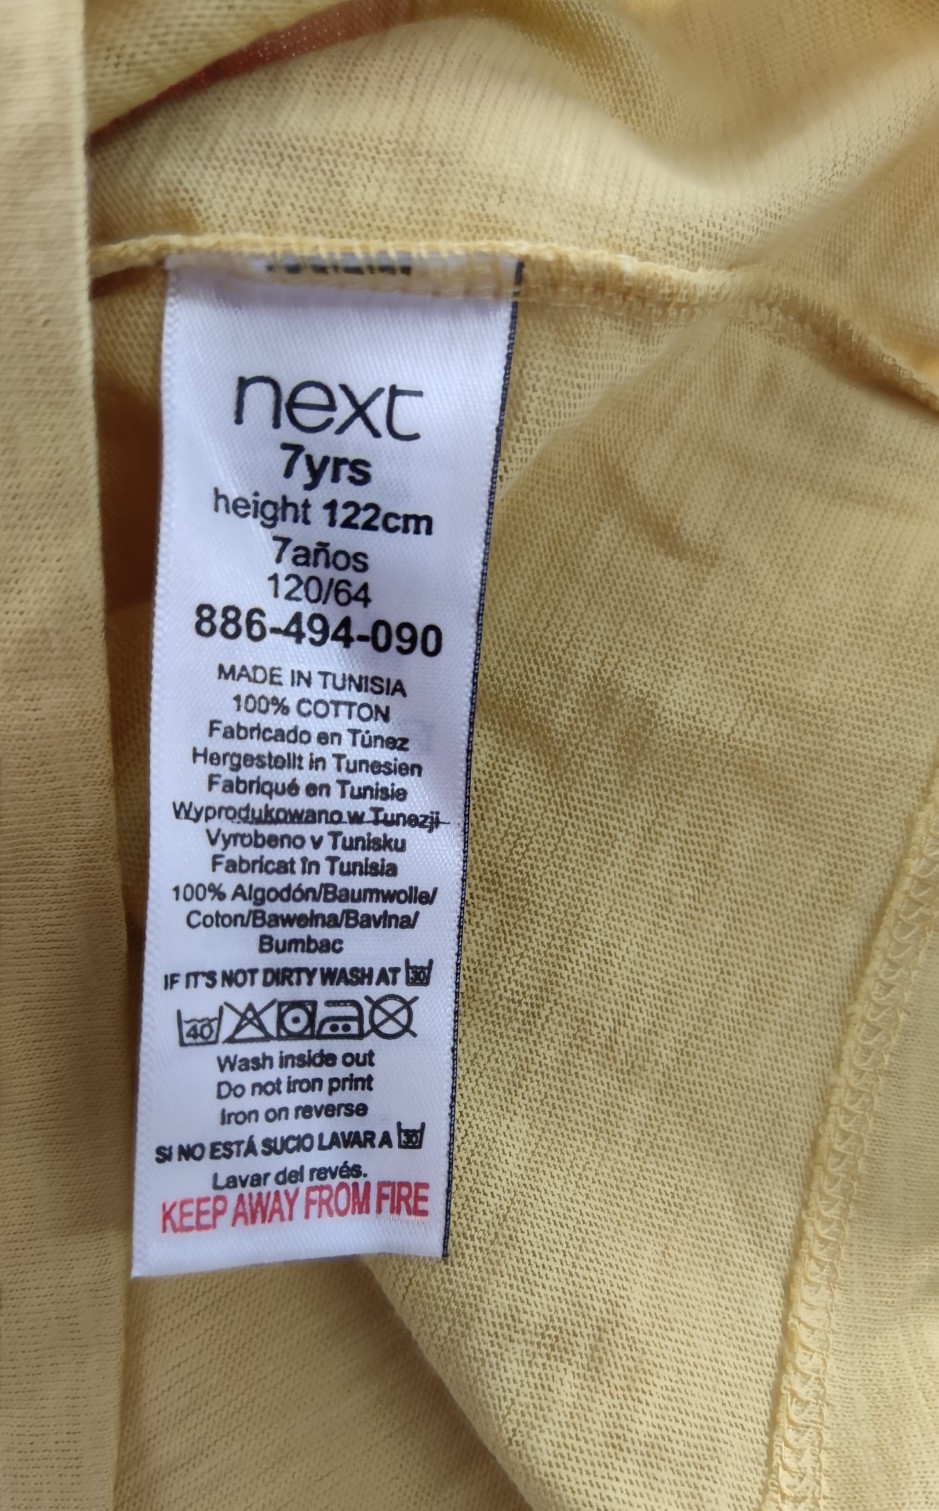 next
7yrs
height 122cm
7años
120/64
886-494-090
MADE IN TUNISIA
100% COTTON
Fabricado en Túnez
Hergestellt in Tunesien
Fabriqué en Tunisie
Wyprodukowano w Tunezji
Vyrobeno v Tunisku
Fabricat în Tunisia
100% Algodón/Baumwolle/
Coton/Bawełna/Bavlna/
Bumbac
IF IT'S NOT DIRTY WASH AT 30
40
Wash inside out
Do not iron print
Iron on reverse
SI NO ESTÁ SUCIO LAVAR A 30
Lavar del revés.
KEEP AWAY FROM FIRE